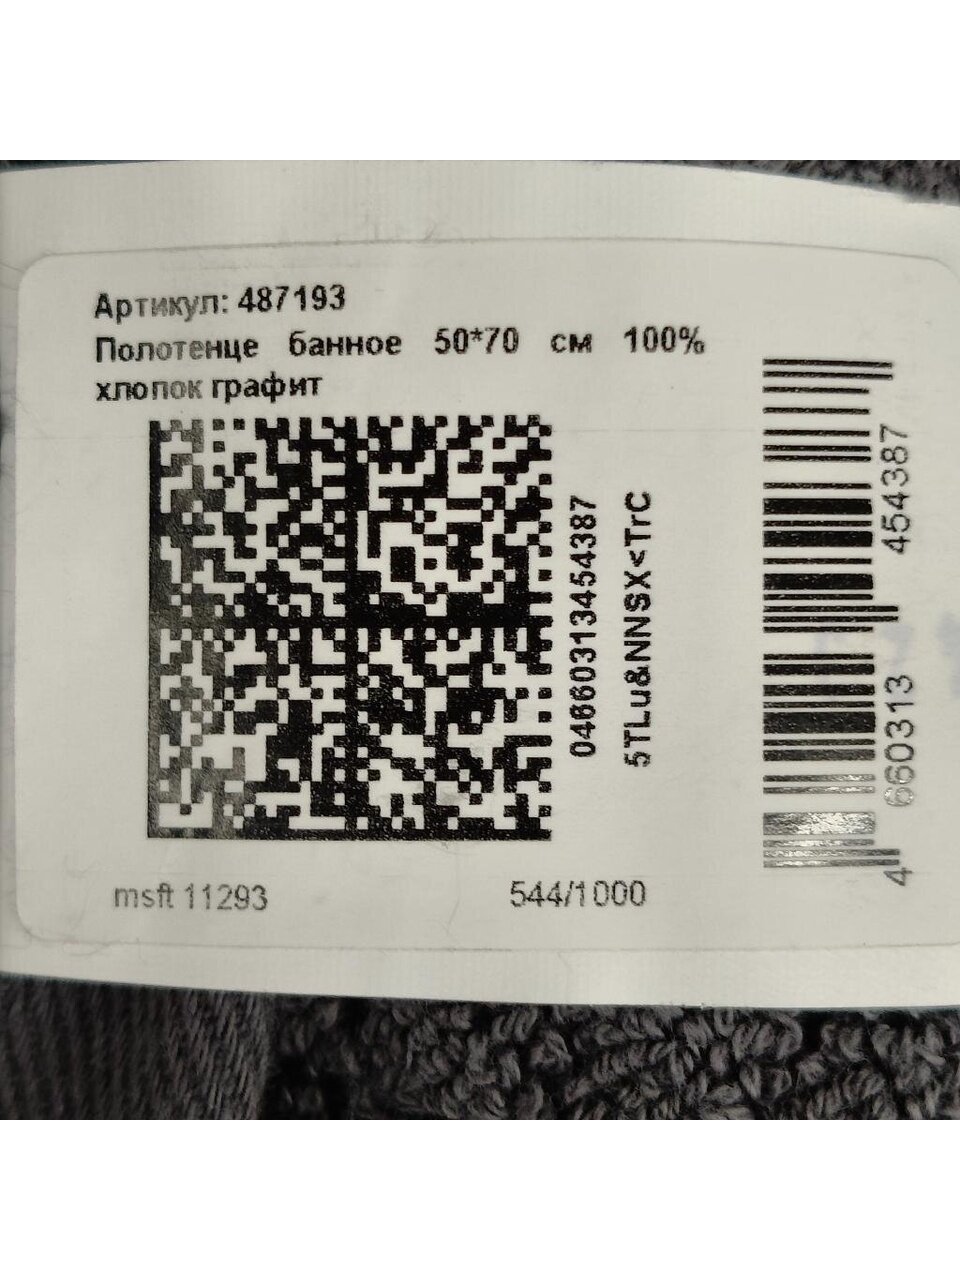 Артикул: 487193
Полотенце банное 50*70 см 100%
хлопок графит
04660313454387
5TLu&NNSX<TrC
4 660313 454387
msft 11293
544/1000